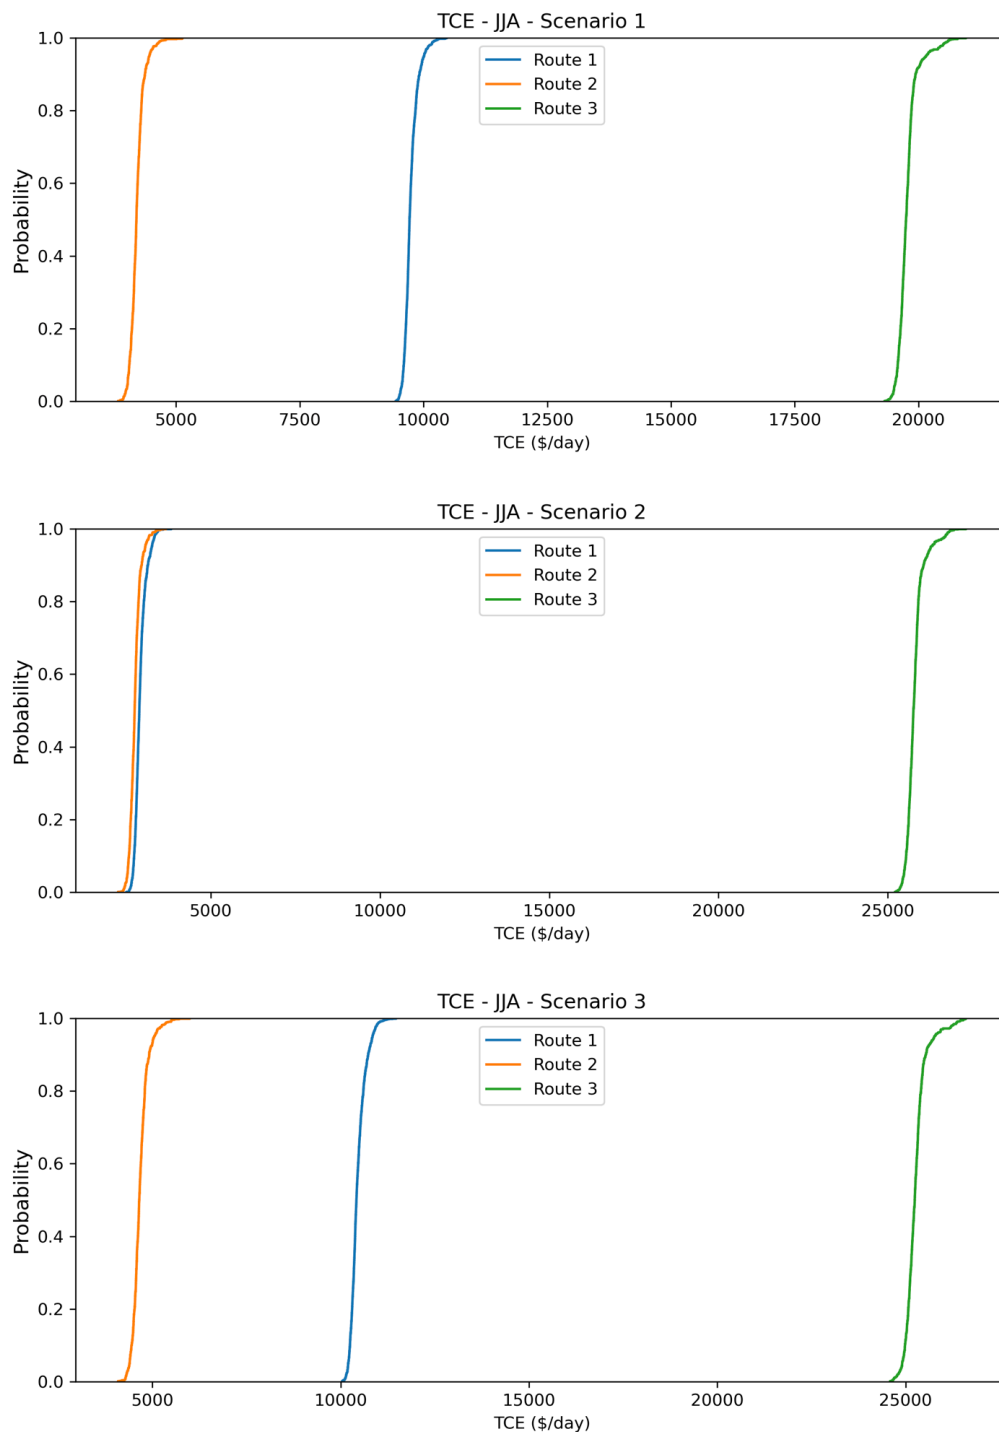 TCE - JJA - Scenario 1
1.0
0.8
0.6
0.4
0.2
0.0
Probability
Route 1
Route 2
Route 3
5000 7500 10000 12500 15000 17500 20000
TCE ($/day)
TCE - JJA - Scenario 2
1.0
0.8
0.6
0.4
0.2
0.0
Probability
Route 1
Route 2
Route 3
5000 10000 15000 20000 25000
TCE ($/day)
TCE - JJA - Scenario 3
1.0
0.8
0.6
0.4
0.2
0.0
Probability
Route 1
Route 2
Route 3
5000 10000 15000 20000 25000
TCE ($/day)